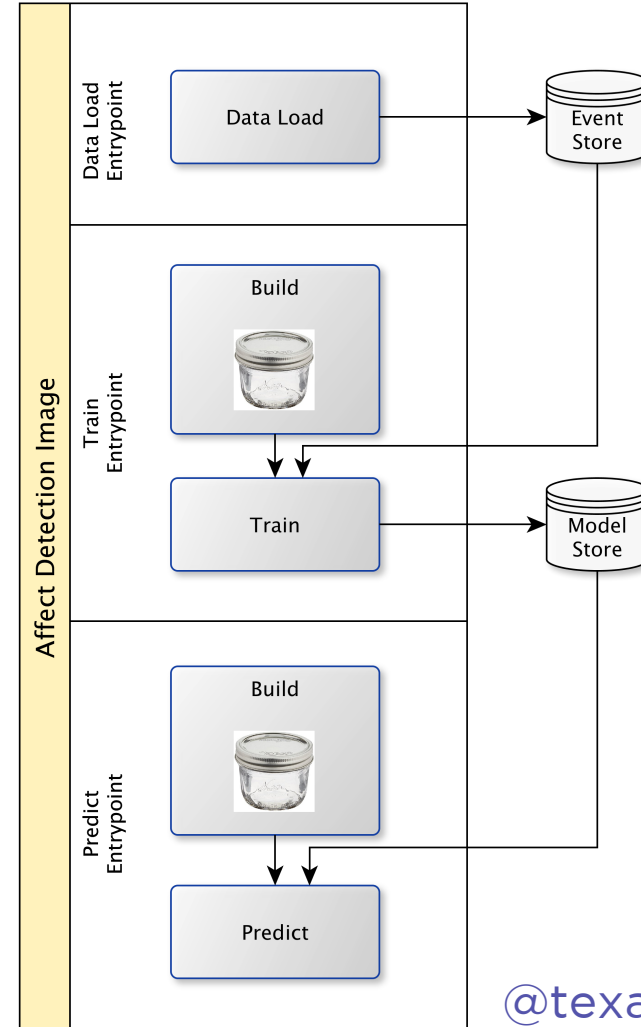 Affect Detection Image
Data Load
Entrypoint
Data Load
Event
Store
Train
Entrypoint
Build
Train
Model
Store
Predict
Entrypoint
Build
Predict
@texa